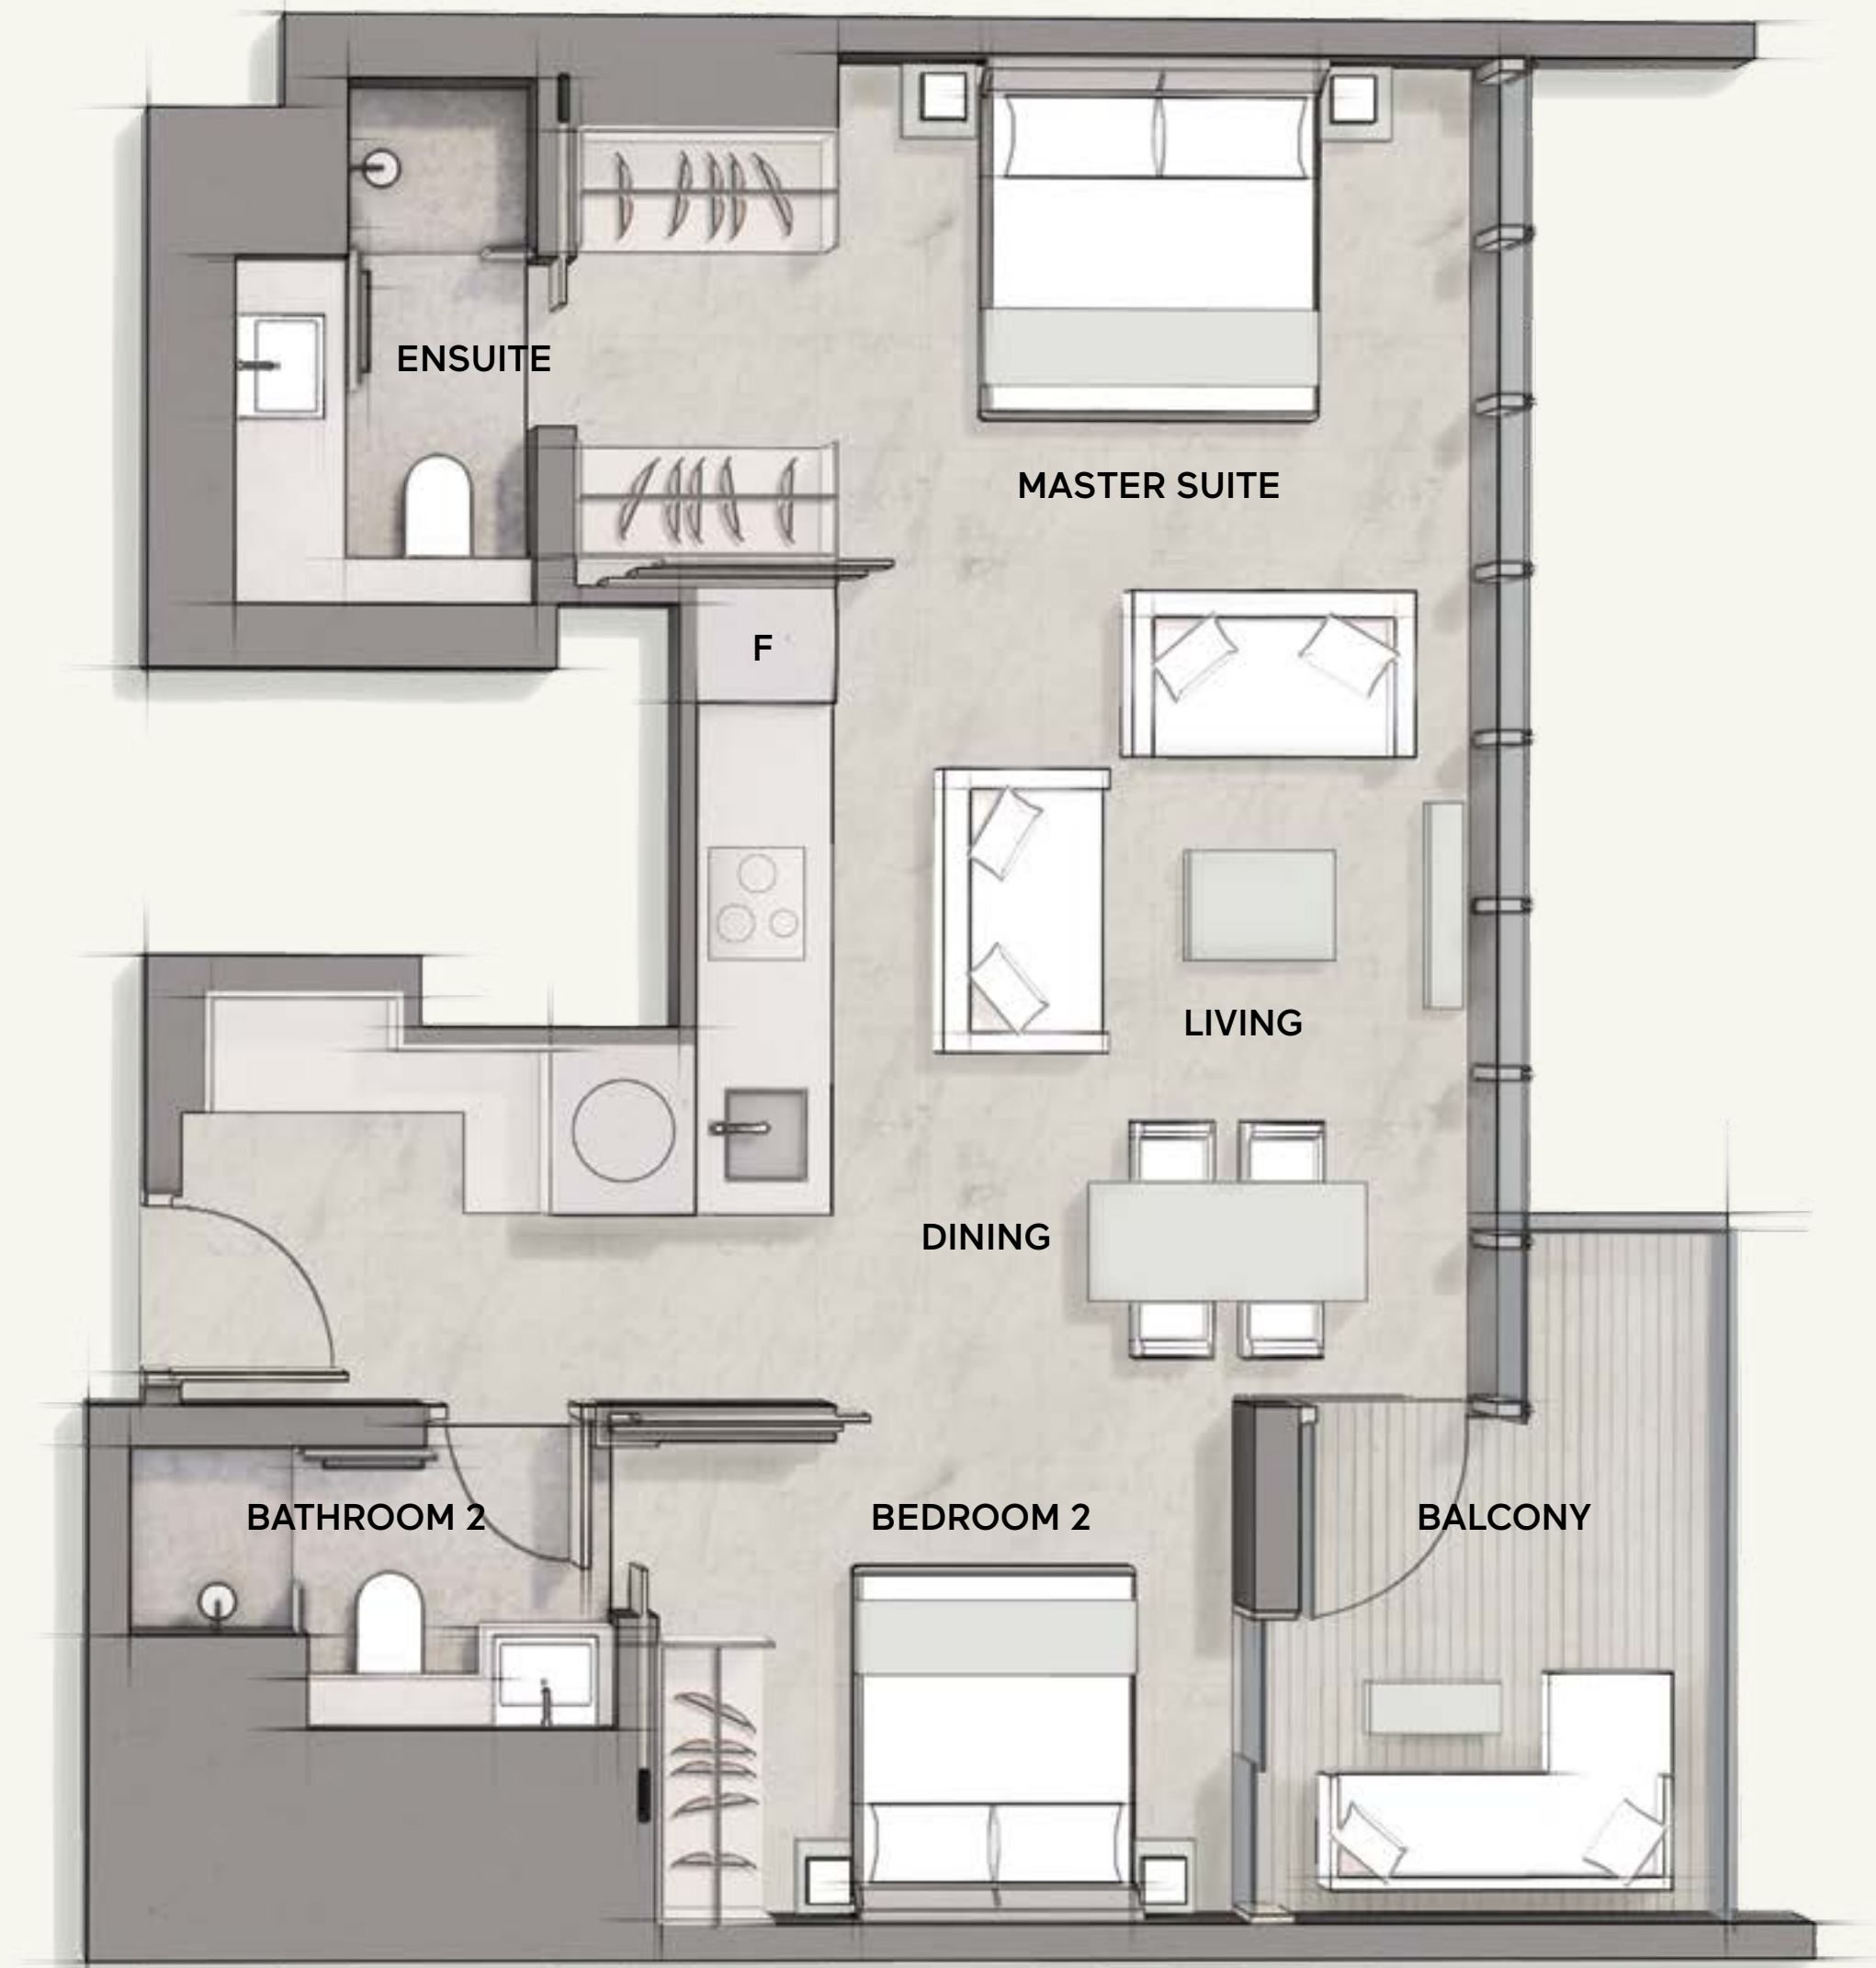 ENSUITE
MASTER SUITE
F
LIVING
DINING
BATHROOM 2
BEDROOM 2
BALCONY